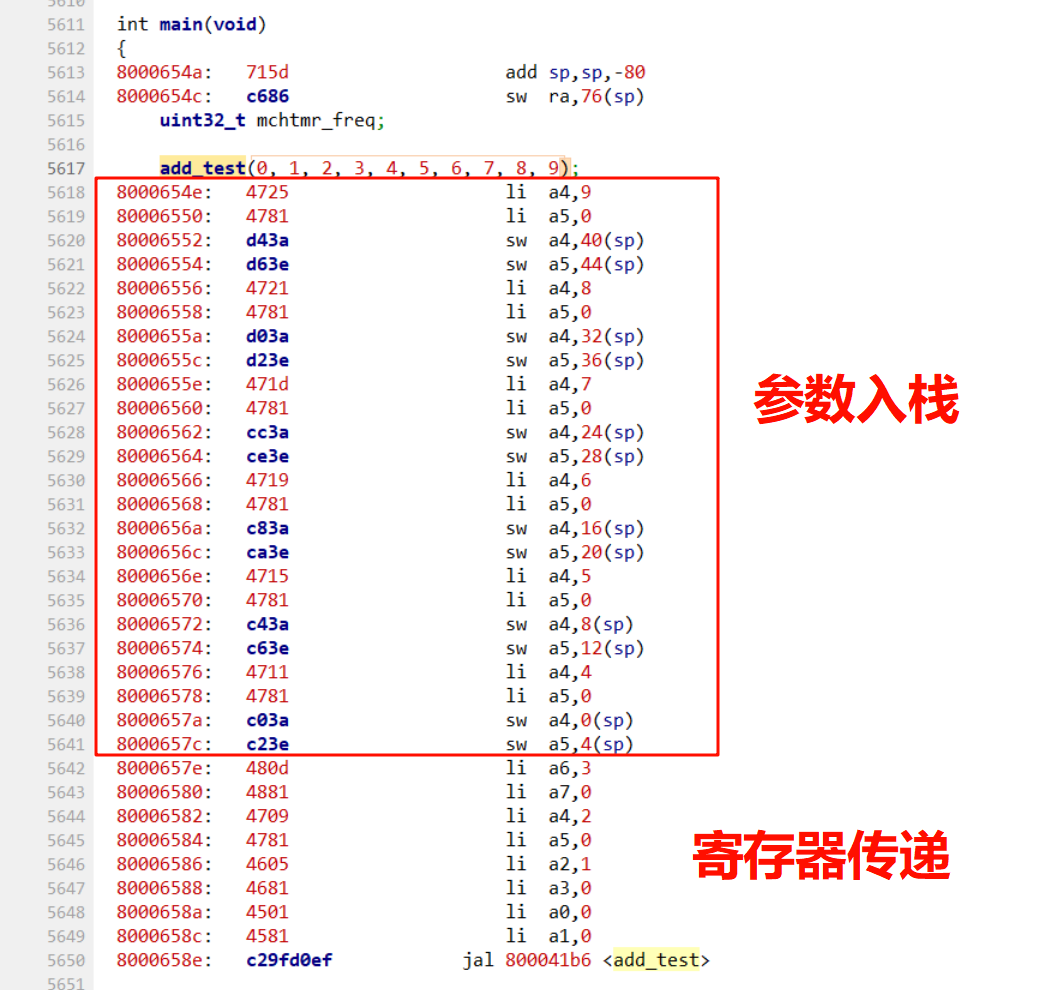 5610
5611 int main(void)
5612 {
5613 8000654a: 715d add sp,sp,-80
5614 8000654c: c686 sw ra,76(sp)
5615 uint32_t mchtmr_freq;
5616
5617 add_test(0, 1, 2, 3, 4, 5, 6, 7, 8, 9);
5618 8000654e: 4725 li a4,9
5619 80006550: 4781 li a5,0
5620 80006552: d43a sw a4,40(sp)
5621 80006554: d63e sw a5,44(sp)
5622 80006556: 4721 li a4,8
5623 80006558: 4781 li a5,0
5624 8000655a: d03a sw a4,32(sp)
5625 8000655c: d23e sw a5,36(sp)
5626 8000655e: 471d li a4,7
5627 80006560: 4781 li a5,0
5628 80006562: cc3a sw a4,24(sp)
5629 80006564: ce3e sw a5,28(sp)
5630 80006566: 4719 li a4,6
5631 80006568: 4781 li a5,0
5632 8000656a: c83a sw a4,16(sp)
5633 8000656c: ca3e sw a5,20(sp)
5634 8000656e: 4715 li a4,5
5635 80006570: 4781 li a5,0
5636 80006572: c43a sw a4,8(sp)
5637 80006574: c63e sw a5,12(sp)
5638 80006576: 4711 li a4,4
5639 80006578: 4781 li a5,0
5640 8000657a: c03a sw a4,0(sp)
5641 8000657c: c23e sw a5,4(sp)
参数入栈
5642 8000657e: 480d li a6,3
5643 80006580: 4881 li a7,0
5644 80006582: 4709 li a4,2
5645 80006584: 4781 li a5,0
5646 80006586: 4605 li a2,1
5647 80006588: 4681 li a3,0
5648 8000658a: 4501 li a0,0
5649 8000658c: 4581 li a1,0
寄存器传递
5650 8000658e: c29fd0ef jal 800041b6 <add_test>
5651